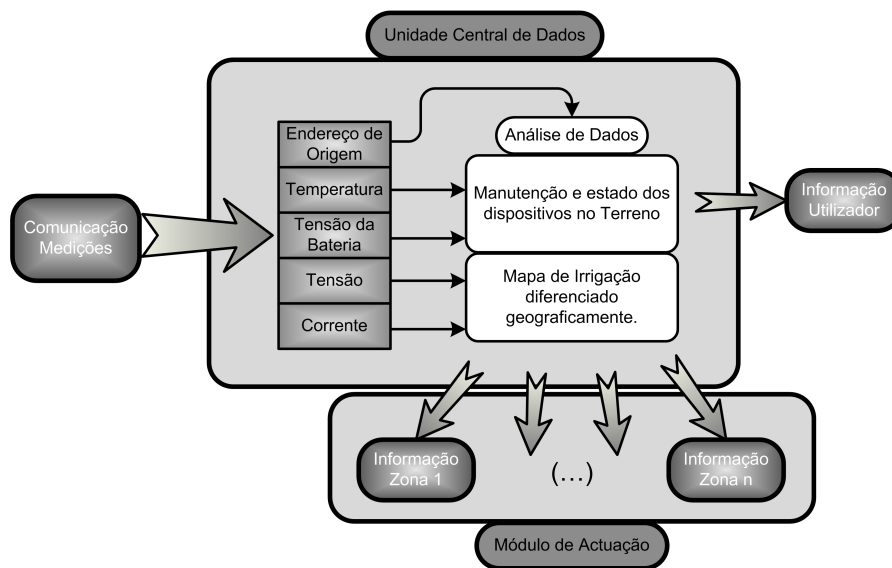 Unidade Central de Dados
Endereço de
Origem
Temperatura
Tensão da
Bateria
Tensão
Corrente
Análise de Dados
Manutenção e estado dos
dispositivos no Terreno
Mapa de Irrigação
diferenciado
geograficamente.
Comunicação
Medições
Informação
Utilizador
Informação
Zona 1
(...)
Informação
Zona n
Módulo de Actuação